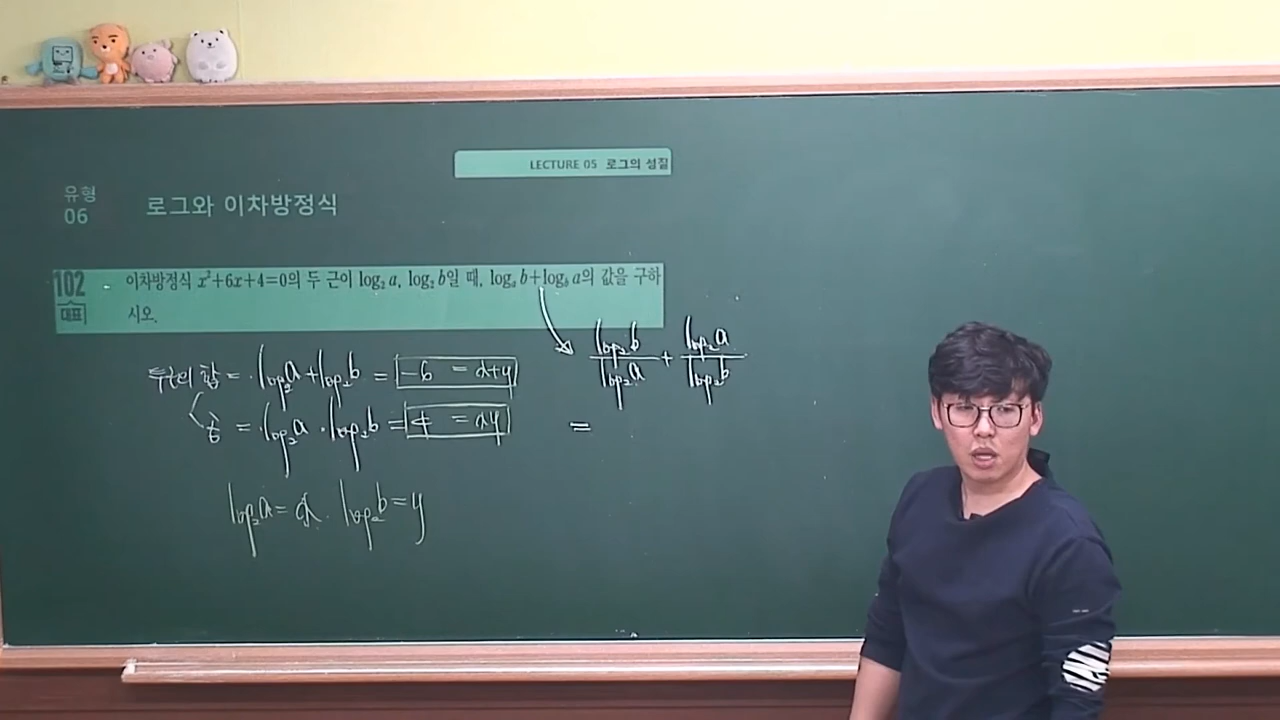 LECTURE 05 로그의 성질
유형
06
로그와 이차방정식
102
대표
이차방정식 x²+6x+4=0의 두 근이 log₂ a, log₂ b일 때, logₐ b+log_b a의 값을 구하
시오.
두근의 합 = log₂a + log₂b = -6 = x+y
곱 = log₂a · log₂b = 4 = xy
log₂a = x. log₂b = y
log₂b / log₂a + log₂a / log₂b
=